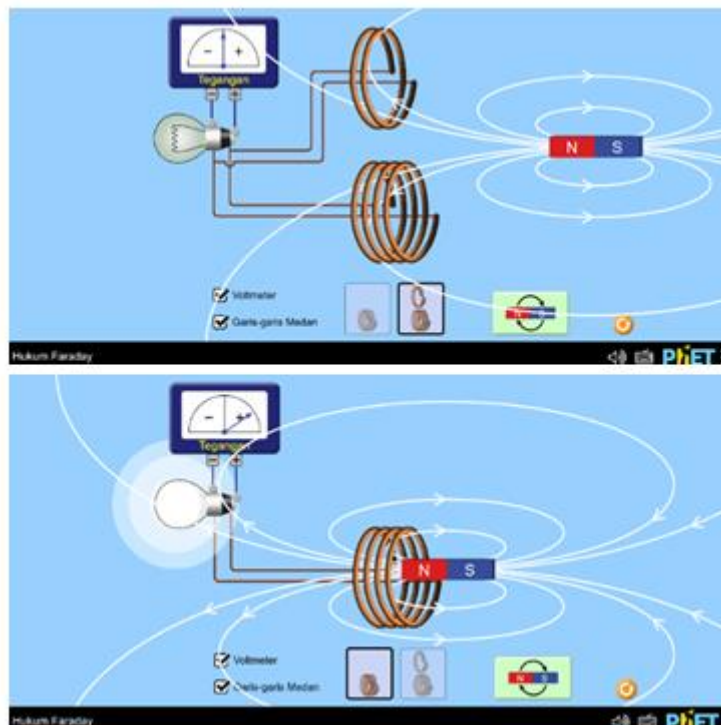 − +
Tegangan
− +
N S
Voltmeter
Garis-garis Medan
N S
Hukum Faraday
PhET
− +
Tegangan
− +
N S
Voltmeter
Garis-garis Medan
N S
Hukum Faraday
PhET